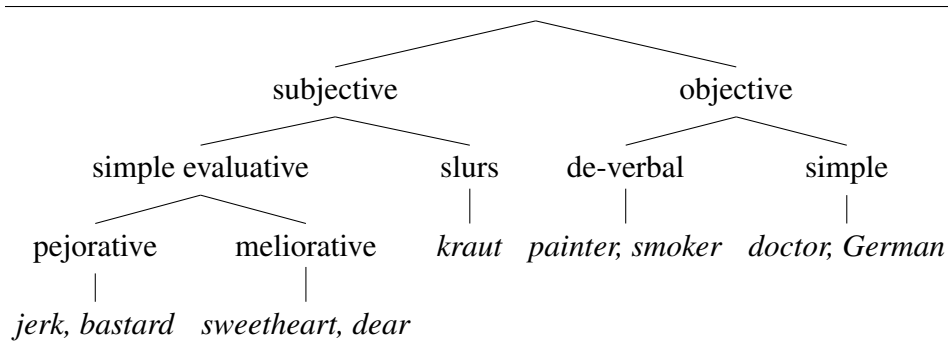 subjective objective
simple evaluative slurs de-verbal simple
pejorative meliorative kraut painter, smoker doctor, German
jerk, bastard sweetheart, dear